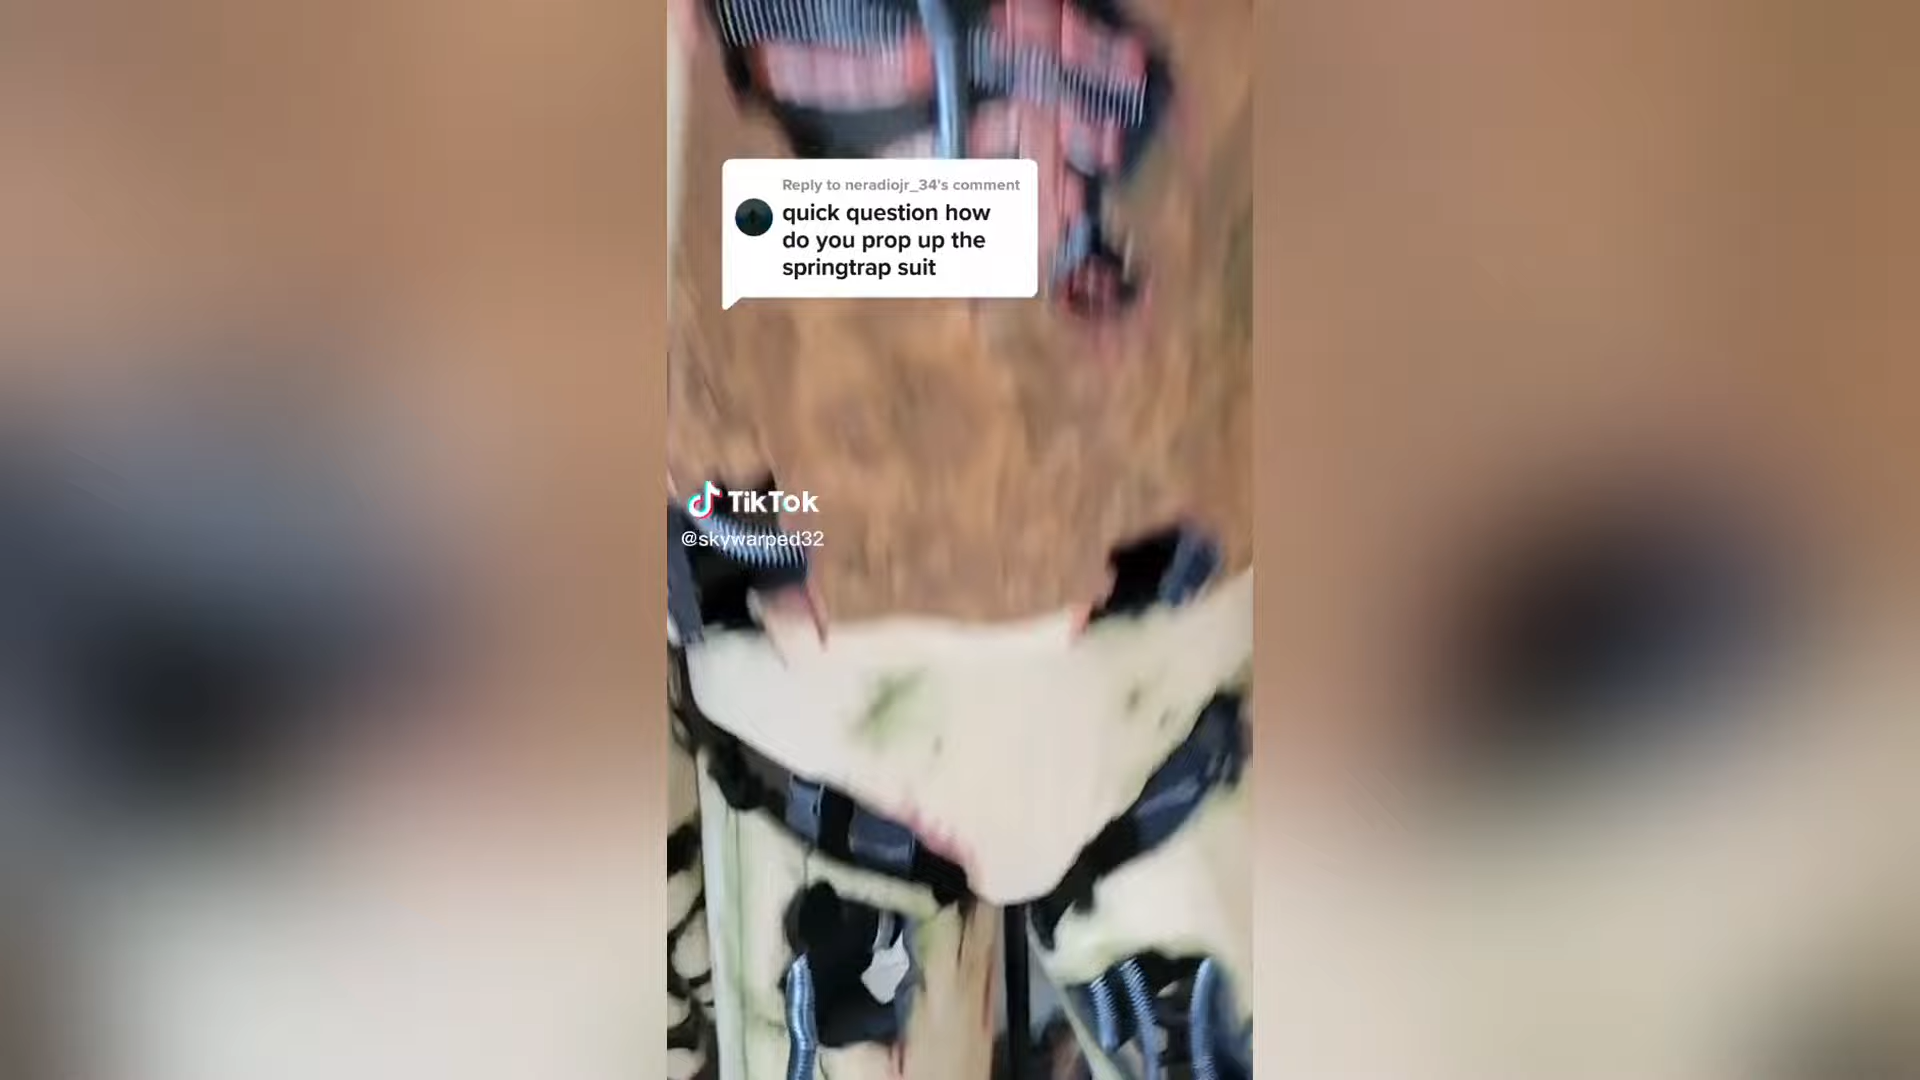 Reply to neradiojr_34's comment
quick question how
do you prop up the
springtrap suit
TikTok
@skywarped32